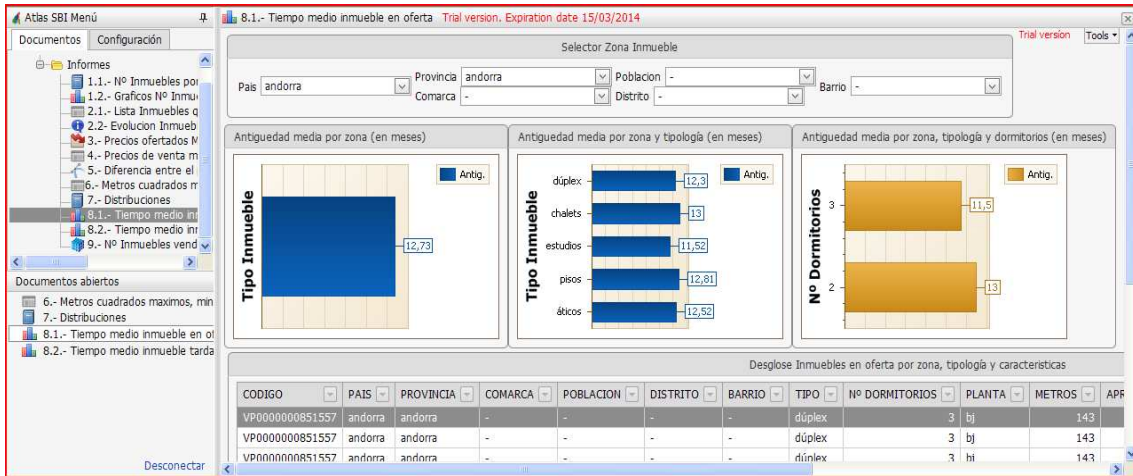 Atlas SBI Menú
Documentos Configuración
Informes
1.1.- Nº Inmuebles por
1.2.- Graficos Nº Inmu
2.1.- Lista Inmuebles q
2.2- Evolucion Inmueb
3.- Precios ofertados M
4.- Precios de venta m
5.- Diferencia entre el
6.- Metros cuadrados m
7.- Distribuciones
8.1.- Tiempo medio inm
8.2.- Tiempo medio inm
9.- Nº Inmuebles vend
Documentos abiertos
6.- Metros cuadrados maximos, min
7.- Distribuciones
8.1.- Tiempo medio inmueble en of
8.2.- Tiempo medio inmueble tarda
Desconectar
8.1.- Tiempo medio inmueble en oferta Trial version. Expiration date 15/03/2014
Trial version Tools
Selector Zona Inmueble
Pais andorra
Provincia andorra
Comarca -
Poblacion -
Distrito -
Barrio -
Antiguedad media por zona (en meses)
Tipo Inmueble
Antig.
12,73
Antiguedad media por zona y tipología (en meses)
Tipo Inmueble
Antig.
dúplex 12,3
chalets 13
estudios 11,52
pisos 12,81
áticos 12,52
Antiguedad media por zona, tipología y dormitorios (en meses)
Nº Dormitorios
Antig.
3 11,5
2 13
Desglose Inmuebles en oferta por zona, tipología y caracteristicas
CODIGO PAIS PROVINCIA COMARCA POBLACION DISTRITO BARRIO TIPO Nº DORMITORIOS PLANTA METROS APR
VP0000000851557 andorra andorra - - - - dúplex 3 bj 143
VP0000000851557 andorra andorra - - - - dúplex 3 bj 143
VP0000000851557 andorra andorra - - - - dúplex 3 bj 143